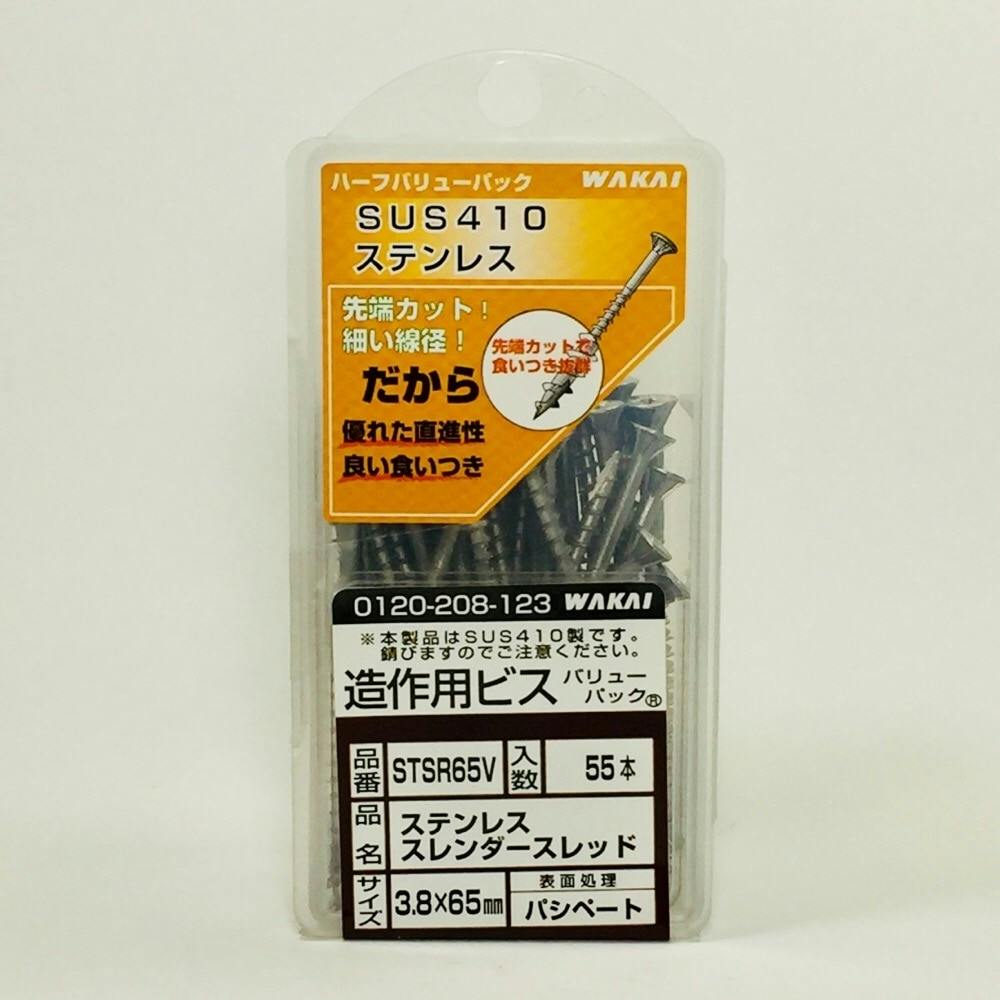 ハーフバリューパック WAKAI
SUS410
ステンレス
先端カット!
細い線径!
だから
優れた直進性
良い食いつき
先端カットで
食いつき抜群
0120-208-123 WAKAI
※本製品はSUS410製です。
錆びますのでご注意ください。
造作用ビス バリューパック®
品番 STSR65V 入数 55本
品名 ステンレス
スレンダースレッド
サイズ 3.8×65mm 表面処理
パシペート